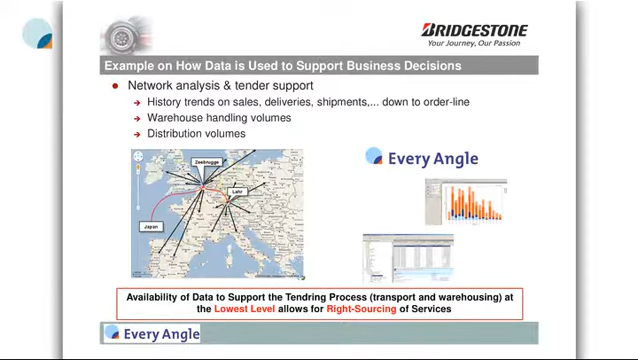 BRIDGESTONE
Your Journey, Our Passion
Example on How Data is Used to Support Business Decisions
Network analysis & tender support
History trends on sales, deliveries, shipments,... down to order-line
Warehouse handling volumes
Distribution volumes
Zeebrugge
Lahr
Japan
Every Angle
Availability of Data to Support the Tendring Process (transport and warehousing) at
the Lowest Level allows for Right-Sourcing of Services
Every Angle